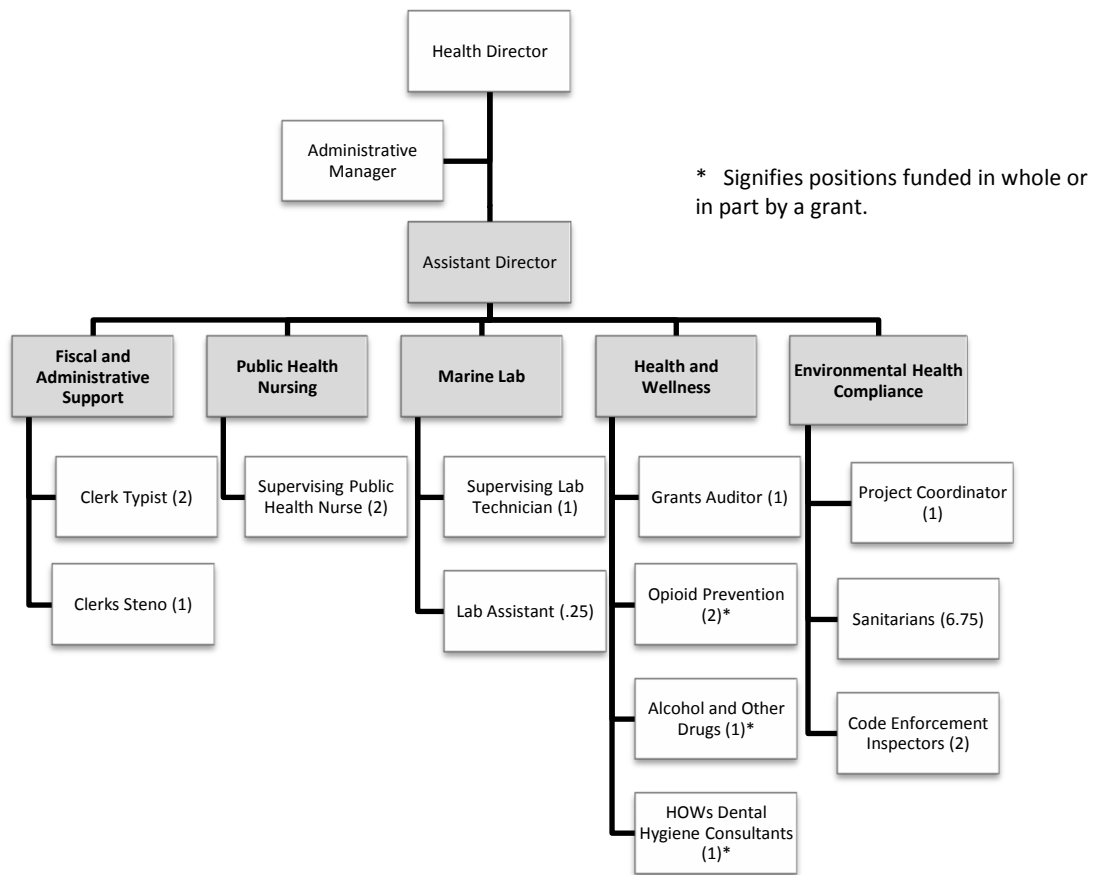 Health Director
Administrative
Manager
* Signifies positions funded in whole or
in part by a grant.
Assistant Director
Fiscal and
Administrative
Support
Public Health
Nursing
Marine Lab
Health and
Wellness
Environmental Health
Compliance
Clerk Typist (2)
Clerks Steno (1)
Supervising Public
Health Nurse (2)
Supervising Lab
Technician (1)
Lab Assistant (.25)
Grants Auditor (1)
Opioid Prevention
(2)*
Alcohol and Other
Drugs (1)*
HOWs Dental
Hygiene Consultants
(1)*
Project Coordinator
(1)
Sanitarians (6.75)
Code Enforcement
Inspectors (2)